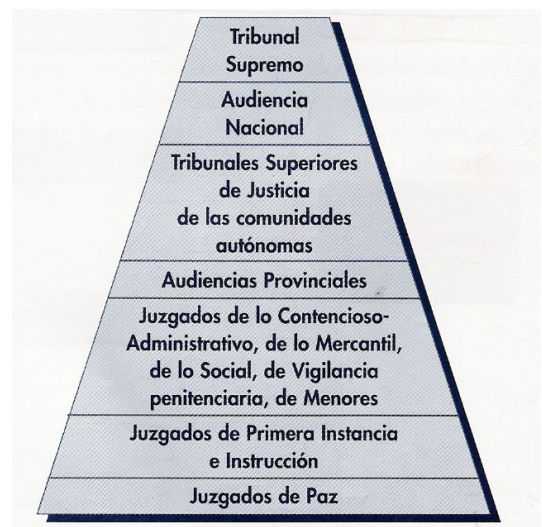 Tribunal
Supremo
Audiencia
Nacional
Tribunales Superiores
de Justicia
de las comunidades
autónomas
Audiencias Provinciales
Juzgados de lo Contencioso-
Administrativo, de lo Mercantil,
de lo Social, de Vigilancia
penitenciaria, de Menores
Juzgados de Primera Instancia
e Instrucción
Juzgados de Paz